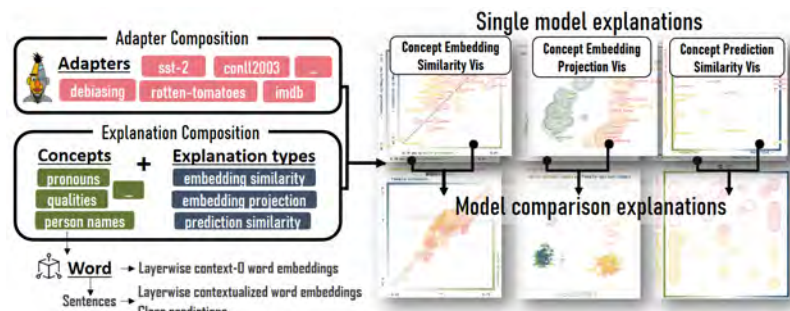 Adapter Composition
Adapters
sst-2
conll2003
...
debiasing
rotten-tomatoes
imdb
Explanation Composition
Concepts + Explanation types
pronouns
qualities
...
person names
embedding similarity
embedding projection
prediction similarity
Word → Layerwise context-0 word embeddings
Sentences → Layerwise contextualized word embeddings
Class predictions
Single model explanations
Concept Embedding
Similarity Vis
Concept Embedding
Projection Vis
Concept Prediction
Similarity Vis
Model comparison explanations